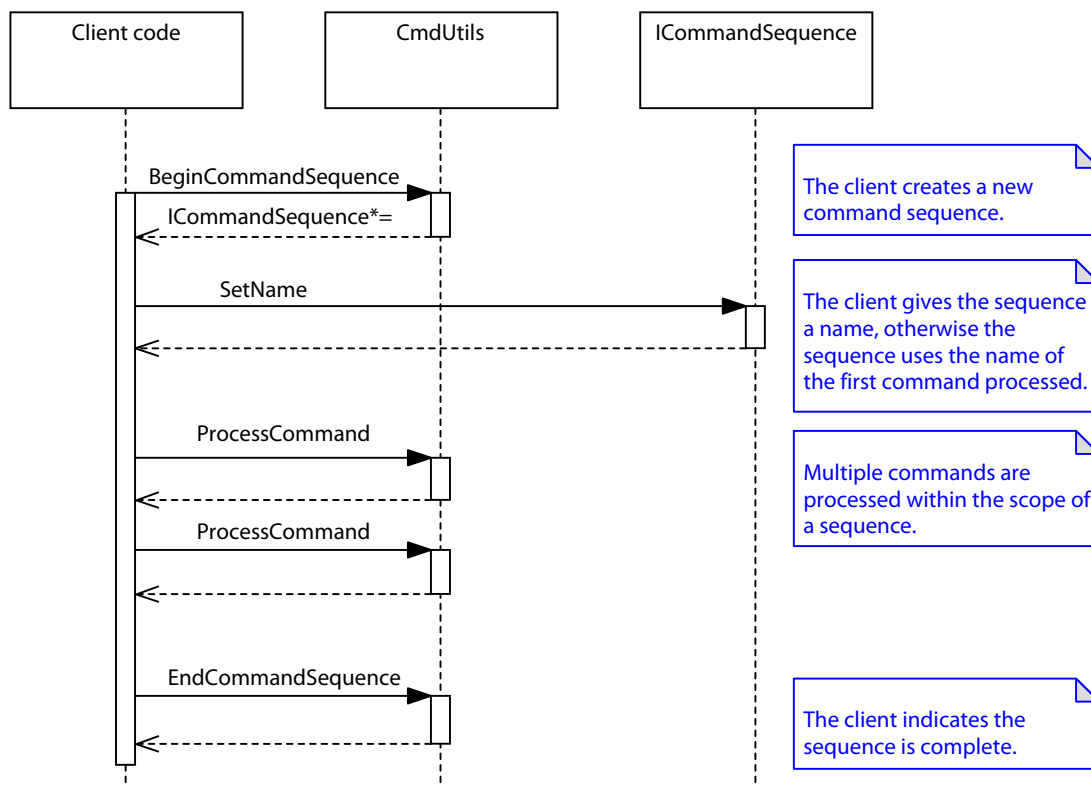 Client code
CmdUtils
ICommandSequence
BeginCommandSequence
ICommandSequence*=
The client creates a new
command sequence.
SetName
The client gives the sequence
a name, otherwise the
sequence uses the name of
the first command processed.
ProcessCommand
Multiple commands are
processed within the scope of
a sequence.
ProcessCommand
EndCommandSequence
The client indicates the
sequence is complete.